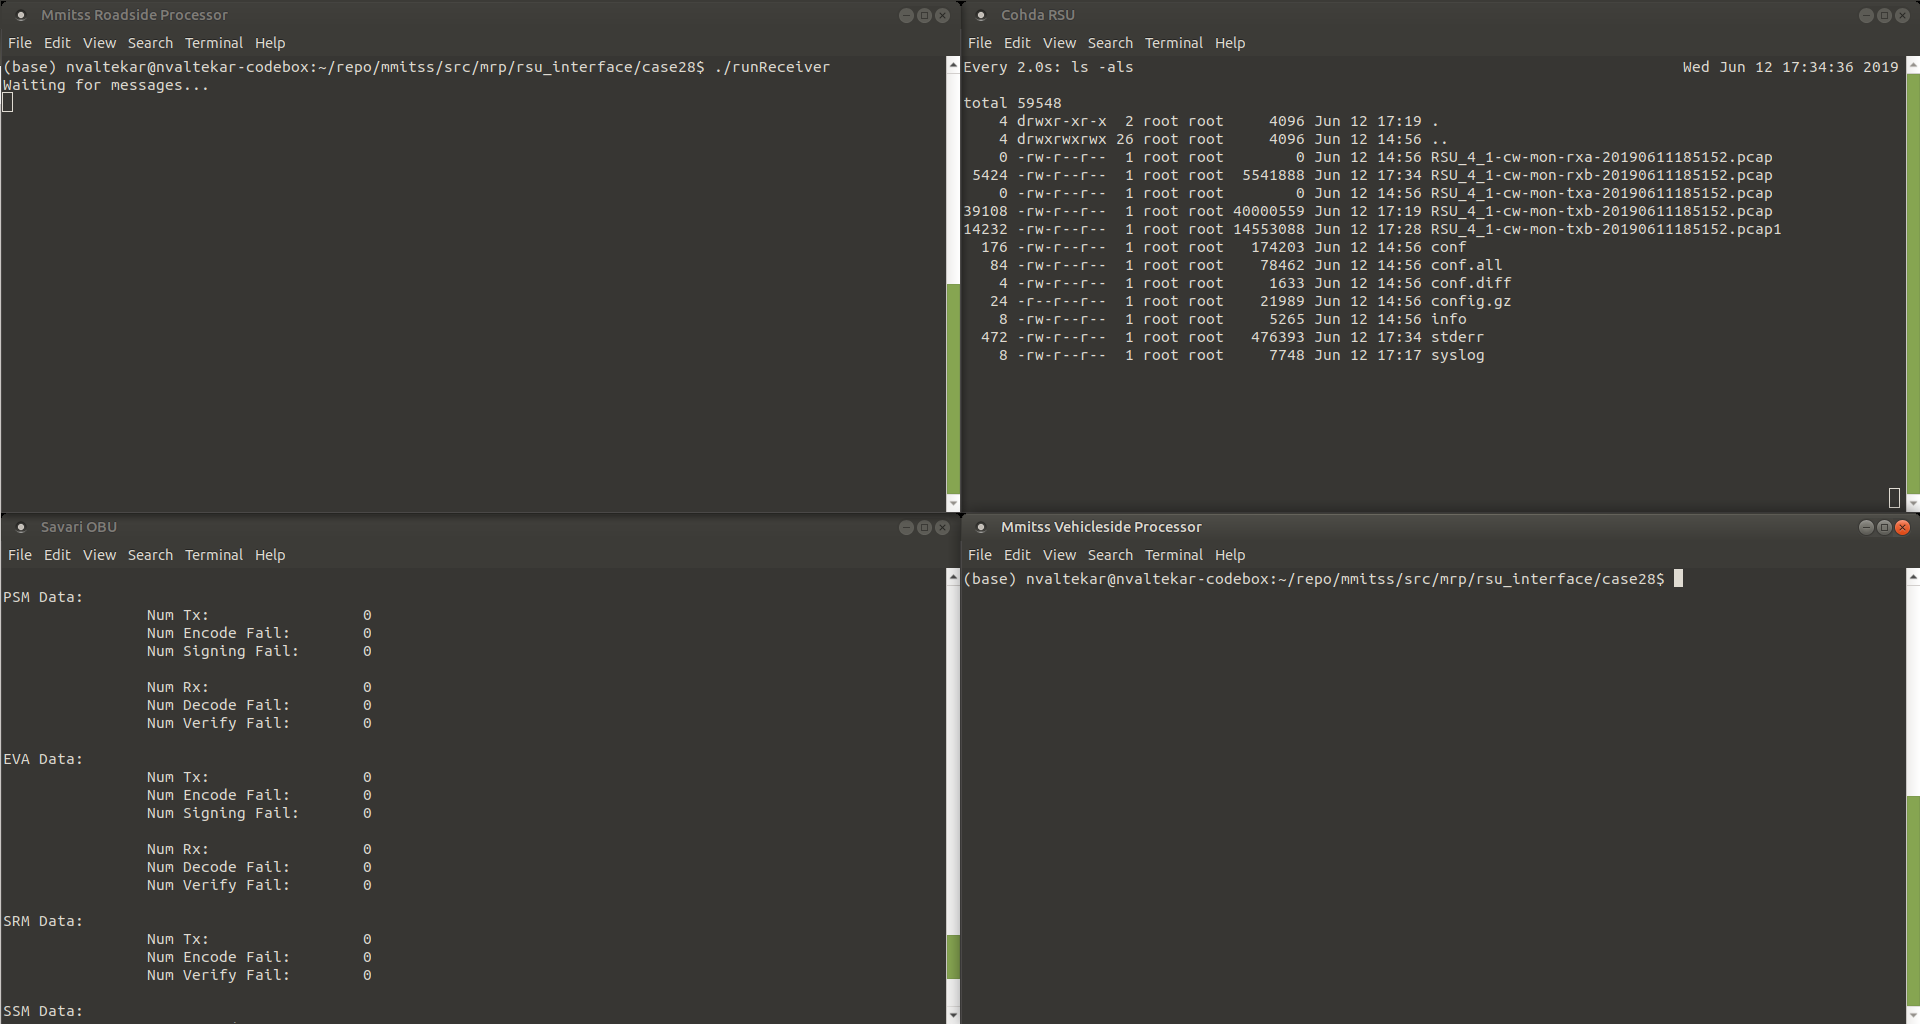 Mmitss Roadside Processor
File Edit View Search Terminal Help
(base) nvaltekar@nvaltekar-codebox:~/repo/mmitss/src/mrp/rsu_interface/case28$ ./runReceiver
Waiting for messages...
Cohda RSU
File Edit View Search Terminal Help
Every 2.0s: ls -als Wed Jun 12 17:34:36 2019
total 59548
4 drwxr-xr-x 2 root root 4096 Jun 12 17:19 .
4 drwxrwxrwx 26 root root 4096 Jun 12 14:56 ..
0 -rw-r--r-- 1 root root 0 Jun 12 14:56 RSU_4_1-cw-mon-rxa-20190611185152.pcap
5424 -rw-r--r-- 1 root root 5541888 Jun 12 17:34 RSU_4_1-cw-mon-rxb-20190611185152.pcap
0 -rw-r--r-- 1 root root 0 Jun 12 14:56 RSU_4_1-cw-mon-txa-20190611185152.pcap
39108 -rw-r--r-- 1 root root 40000559 Jun 12 17:19 RSU_4_1-cw-mon-txb-20190611185152.pcap
14232 -rw-r--r-- 1 root root 14553088 Jun 12 17:28 RSU_4_1-cw-mon-txb-20190611185152.pcap1
176 -rw-r--r-- 1 root root 174203 Jun 12 14:56 conf
84 -rw-r--r-- 1 root root 78462 Jun 12 14:56 conf.all
4 -rw-r--r-- 1 root root 1633 Jun 12 14:56 conf.diff
24 -r--r--r-- 1 root root 21989 Jun 12 14:56 config.gz
8 -rw-r--r-- 1 root root 5265 Jun 12 14:56 info
472 -rw-r--r-- 1 root root 476393 Jun 12 17:34 stderr
8 -rw-r--r-- 1 root root 7748 Jun 12 17:17 syslog
Savari OBU
File Edit View Search Terminal Help
PSM Data:
Num Tx: 0
Num Encode Fail: 0
Num Signing Fail: 0
Num Rx: 0
Num Decode Fail: 0
Num Verify Fail: 0
EVA Data:
Num Tx: 0
Num Encode Fail: 0
Num Signing Fail: 0
Num Rx: 0
Num Decode Fail: 0
Num Verify Fail: 0
SRM Data:
Num Tx: 0
Num Encode Fail: 0
Num Verify Fail: 0
SSM Data:
Mmitss Vehicleside Processor
File Edit View Search Terminal Help
(base) nvaltekar@nvaltekar-codebox:~/repo/mmitss/src/mrp/rsu_interface/case28$